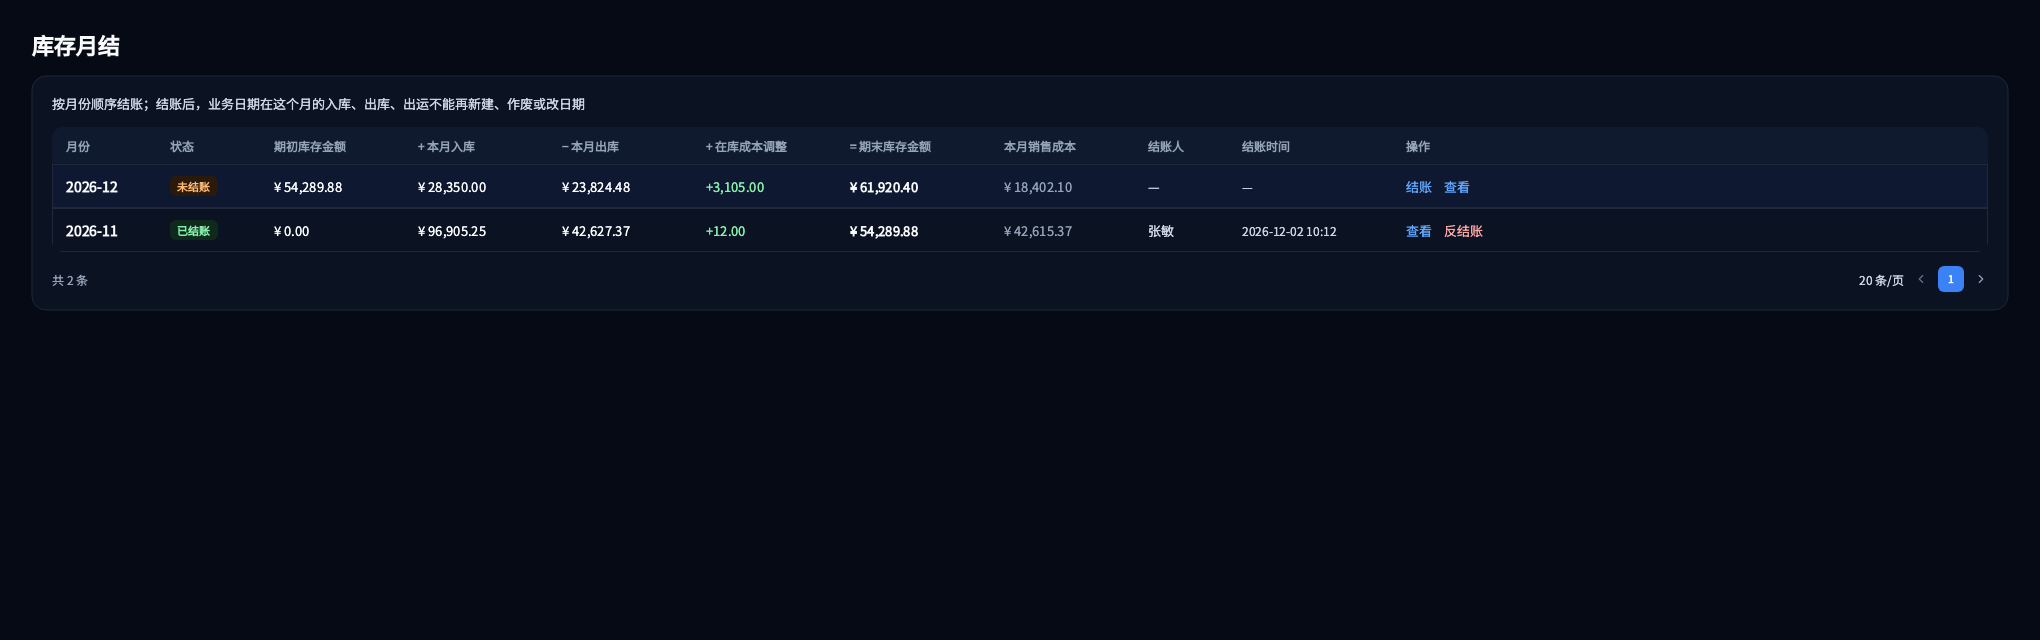 库存月结
按月份顺序结账；结账后，业务日期在这个月的入库、出库、出运不能再新建、作废或改日期
月份 状态 期初库存金额 + 本月入库 − 本月出库 + 在库成本调整 = 期末库存金额 本月销售成本 结账人 结账时间 操作
2026-12 未结账 ¥ 54,289.88 ¥ 28,350.00 ¥ 23,824.48 +3,105.00 ¥ 61,920.40 ¥ 18,402.10 — — 结账 查看
2026-11 已结账 ¥ 0.00 ¥ 96,905.25 ¥ 42,627.37 +12.00 ¥ 54,289.88 ¥ 42,615.37 张敏 2026-12-02 10:12 查看 反结账
共 2 条 20 条/页 1